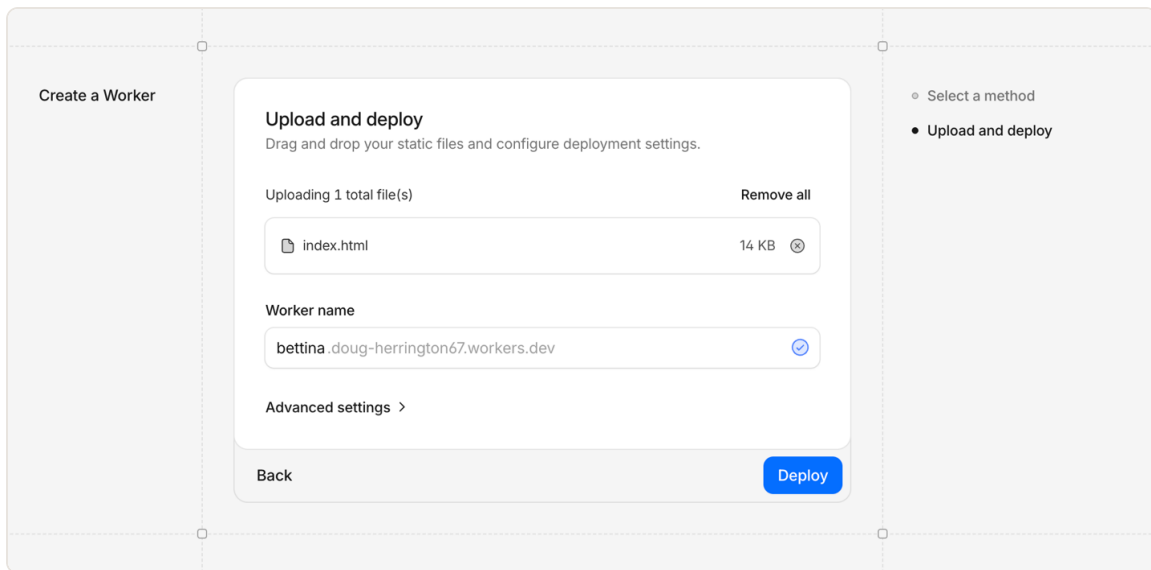 Create a Worker
Upload and deploy
Drag and drop your static files and configure deployment settings.
Uploading 1 total file(s) Remove all
index.html 14 KB
Worker name
bettina.doug-herrington67.workers.dev
Advanced settings
Back Deploy
Select a method
Upload and deploy